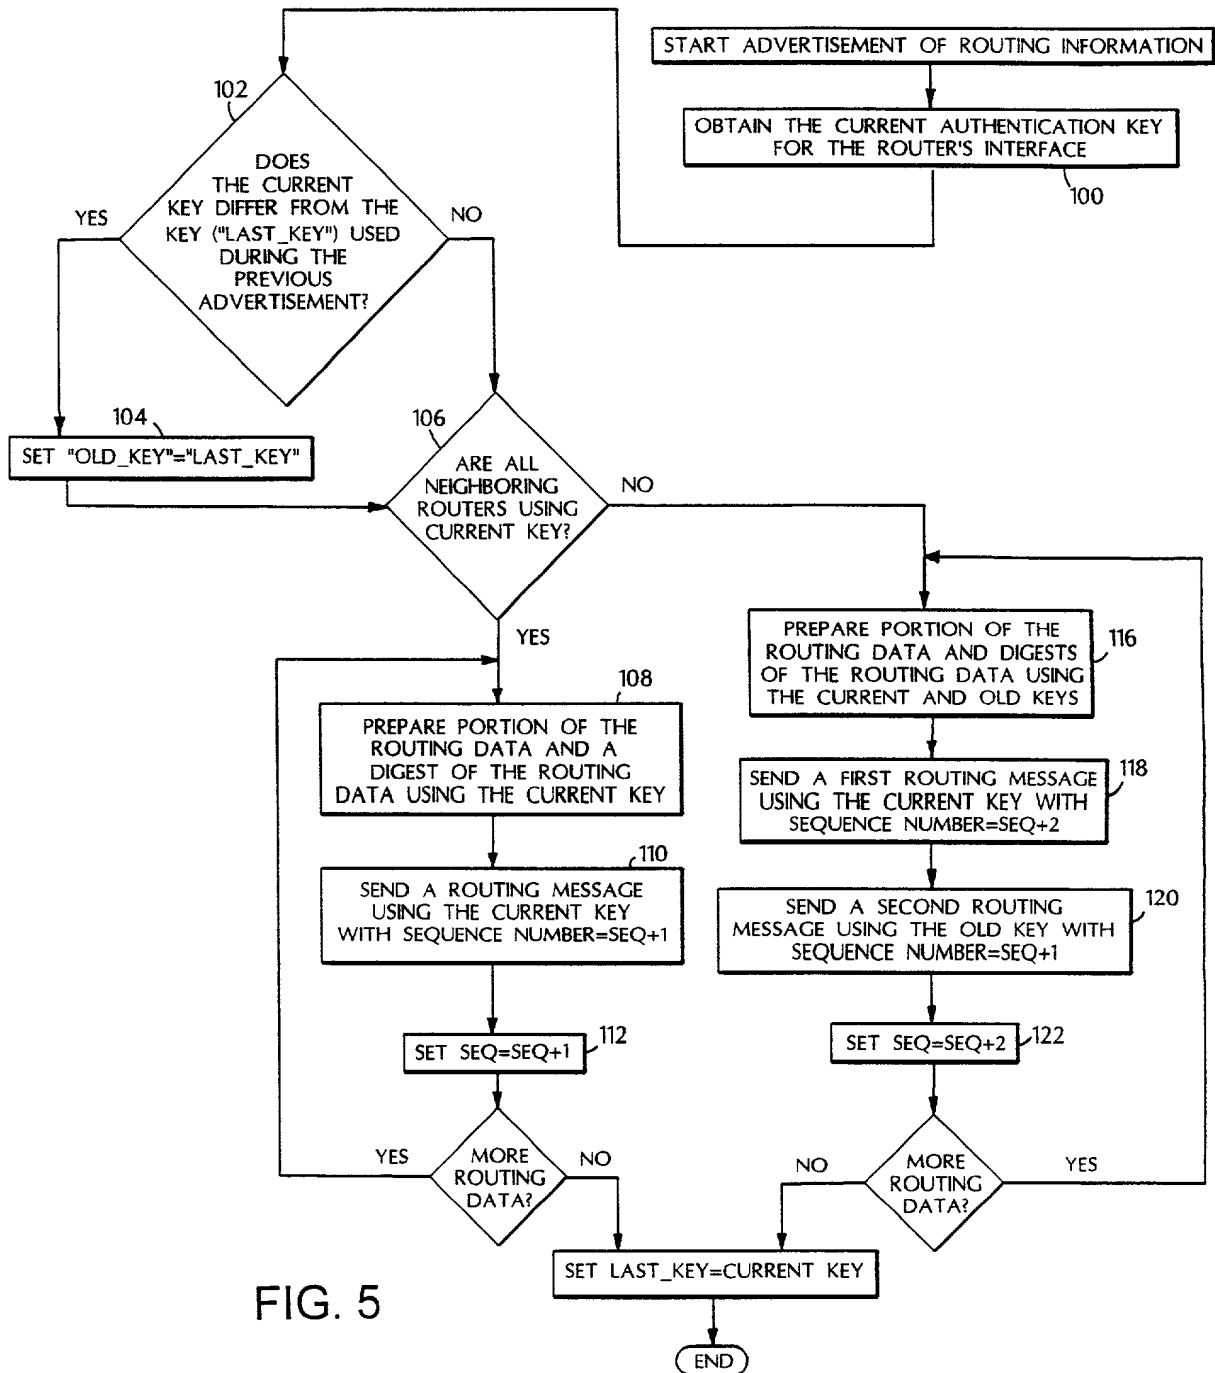 START ADVERTISEMENT OF ROUTING INFORMATION
OBTAIN THE CURRENT AUTHENTICATION KEY
FOR THE ROUTER'S INTERFACE
100
102
DOES
THE CURRENT
KEY DIFFER FROM THE
KEY ("LAST_KEY") USED
DURING THE
PREVIOUS
ADVERTISEMENT?
YES
NO
104
SET "OLD_KEY"="LAST_KEY"
106
ARE ALL
NEIGHBORING
ROUTERS USING
CURRENT KEY?
NO
YES
108
PREPARE PORTION OF THE
ROUTING DATA AND A
DIGEST OF THE ROUTING
DATA USING THE CURRENT KEY
110
SEND A ROUTING MESSAGE
USING THE CURRENT KEY
WITH SEQUENCE NUMBER=SEQ+1
SET SEQ=SEQ+1
112
MORE
ROUTING
DATA?
YES
NO
PREPARE PORTION OF THE
ROUTING DATA AND DIGESTS
OF THE ROUTING DATA USING
THE CURRENT AND OLD KEYS
116
SEND A FIRST ROUTING MESSAGE
USING THE CURRENT KEY WITH
SEQUENCE NUMBER=SEQ+2
118
SEND A SECOND ROUTING
MESSAGE USING THE OLD KEY WITH
SEQUENCE NUMBER=SEQ+1
120
SET SEQ=SEQ+2
122
MORE
ROUTING
DATA?
NO
YES
SET LAST_KEY=CURRENT KEY
END
FIG. 5